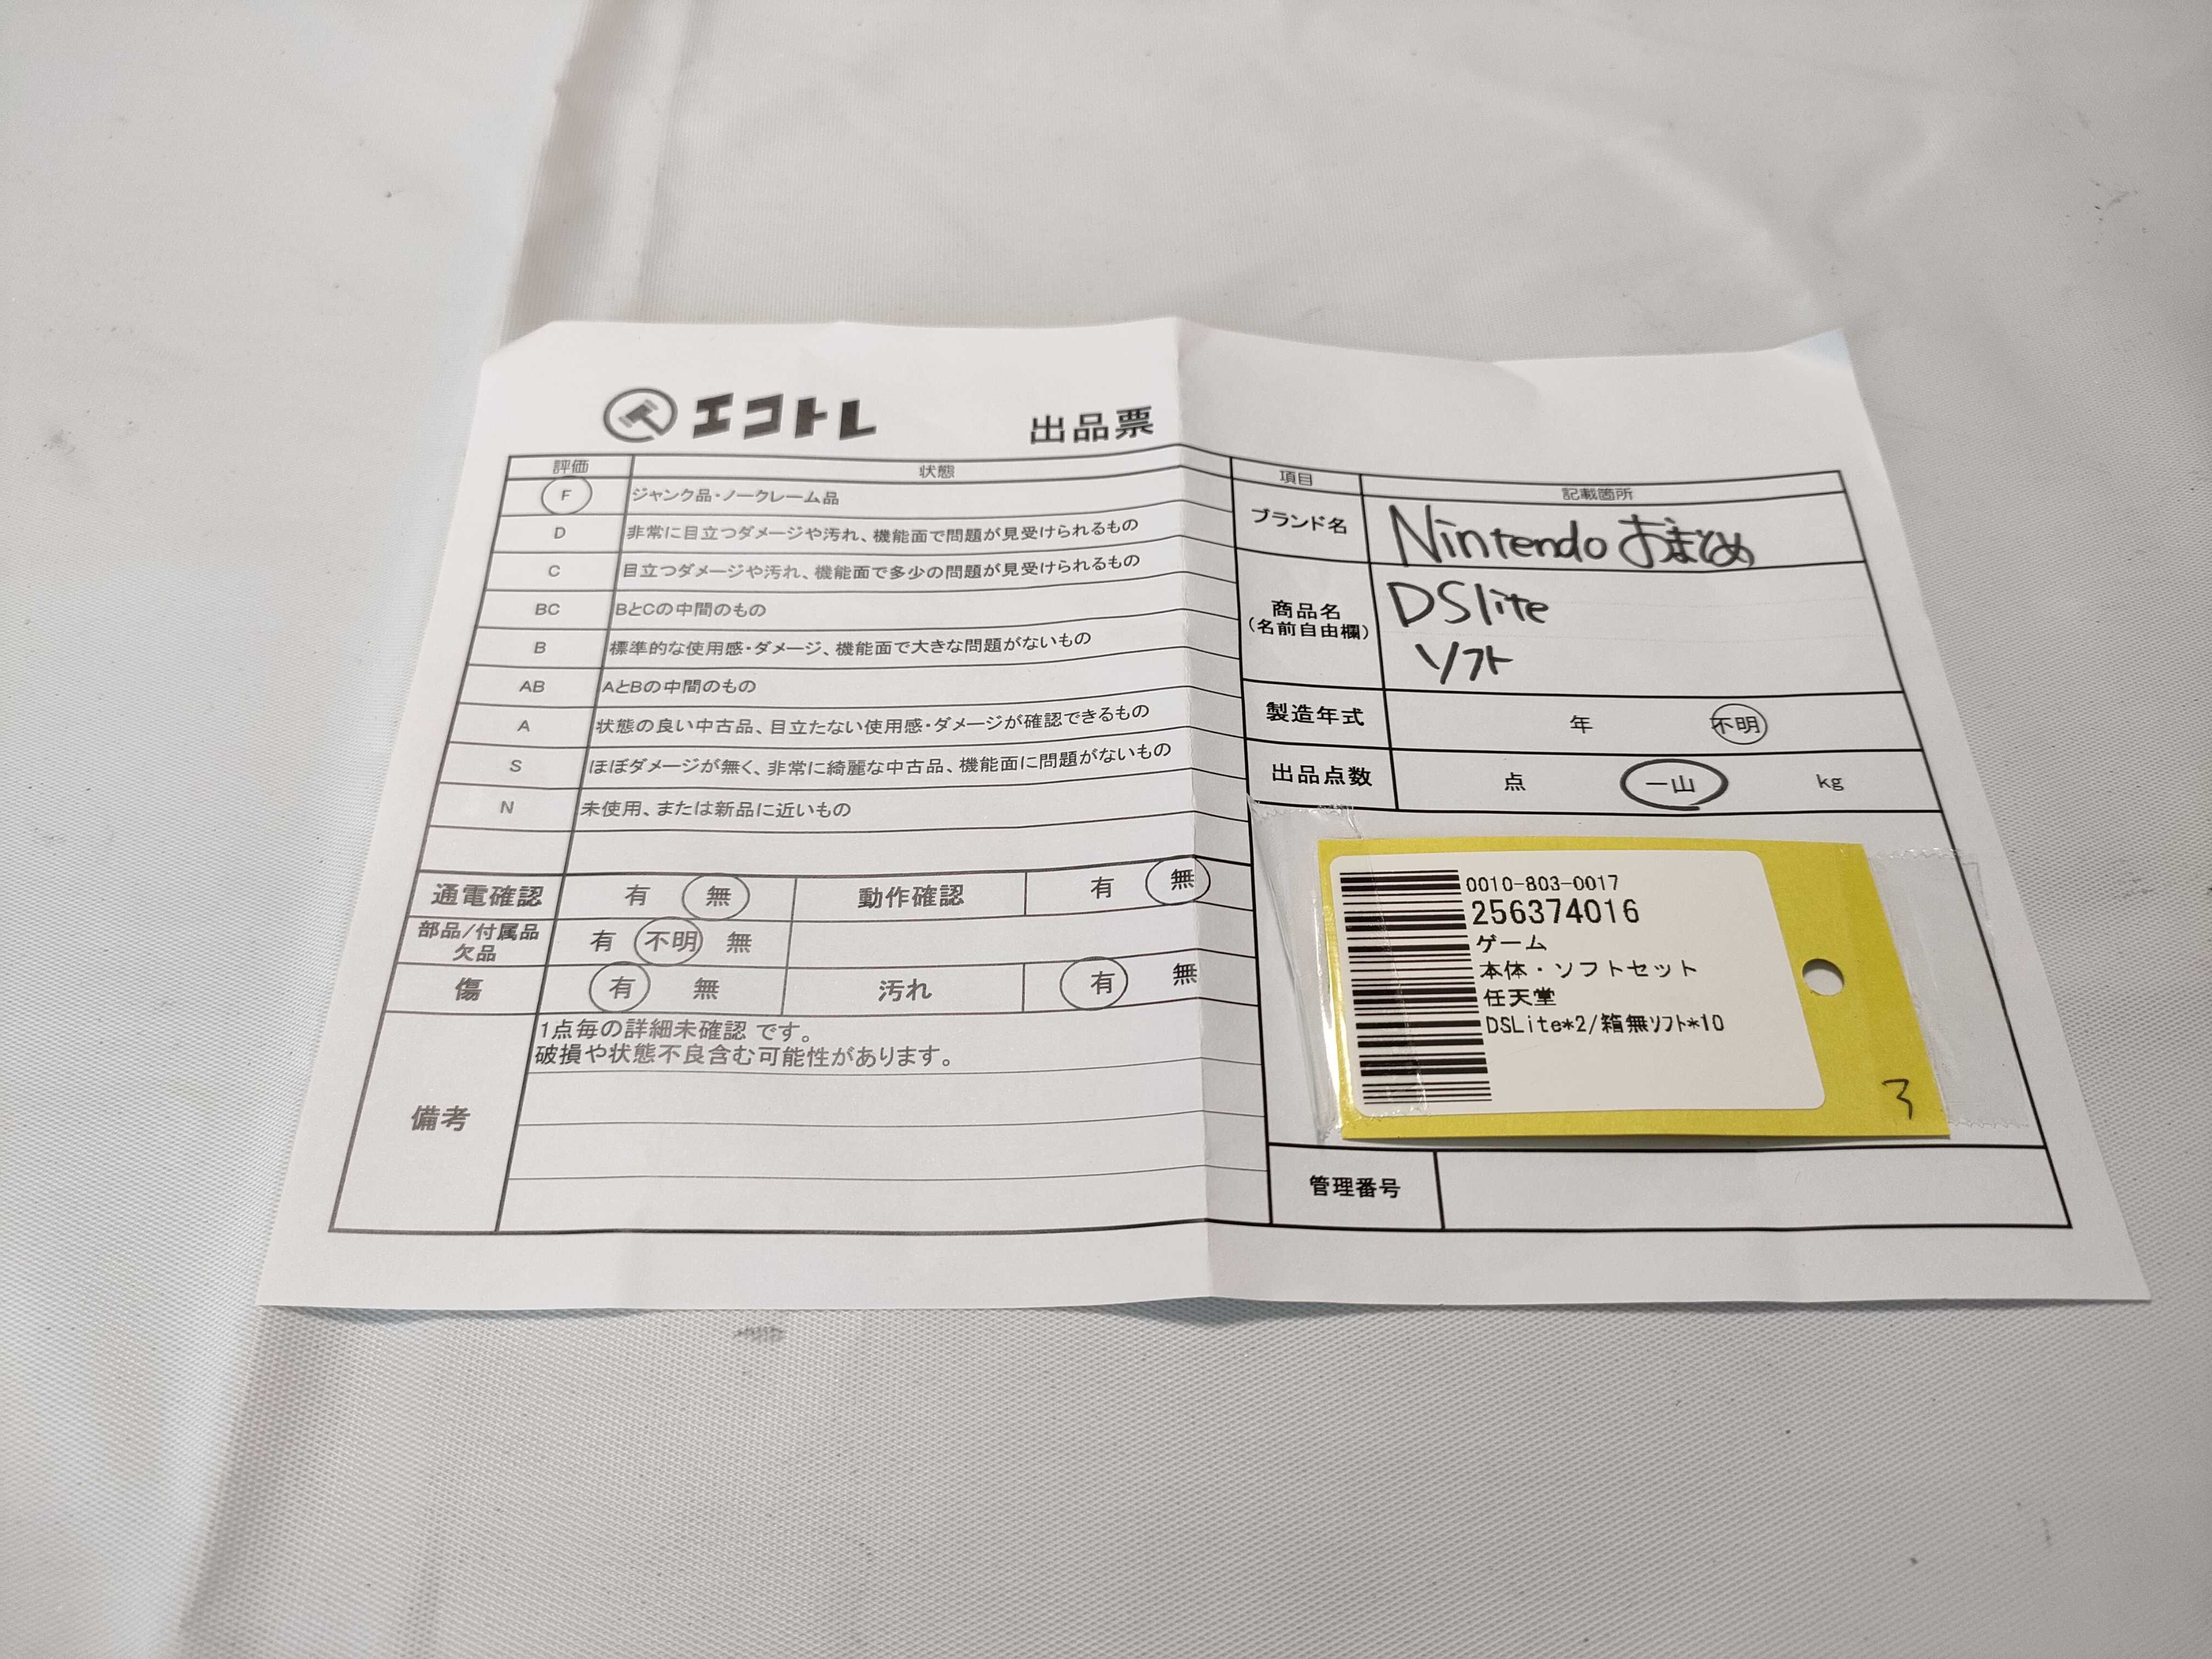 エコトレ 出品票
評価 状態
F ジャンク品・ノークレーム品
D 非常に目立つダメージや汚れ、機能面で問題が見受けられるもの
C 目立つダメージや汚れ、機能面で多少の問題が見受けられるもの
BC BとCの中間のもの
B 標準的な使用感・ダメージ、機能面で大きな問題がないもの
AB AとBの中間のもの
A 状態の良い中古品、目立たない使用感・ダメージが確認できるもの
S ほぼダメージが無く、非常に綺麗な中古品、機能面に問題がないもの
N 未使用、または新品に近いもの
通電確認 有 無 動作確認 有 無
部品/付属品
欠品 有 不明 無
傷 有 無 汚れ 有 無
備考
1点毎の詳細未確認 です。
破損や状態不良含む可能性があります。
項目 記載箇所
ブランド名 Nintendo おまとめ
商品名
(名前自由欄)
DSlite
ソフト
製造年式 年 不明
出品点数 点 一山 kg
0010-803-0017
256374016
ゲーム
本体・ソフトセット
任天堂
DSLite*2/箱無ソフト*10
3
管理番号